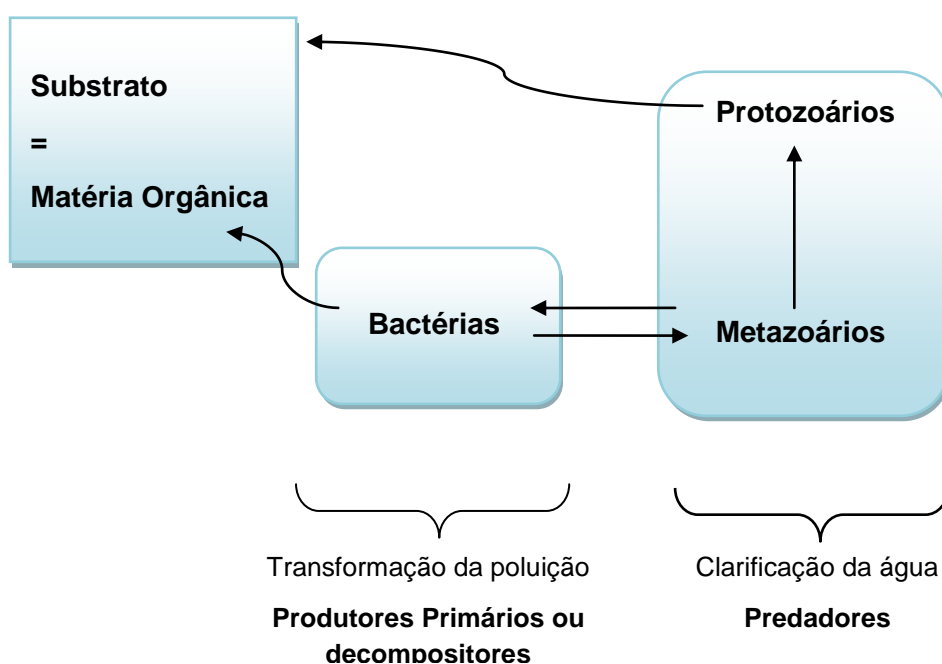 Substrato
=
Matéria Orgânica
Protozoários
Bactérias
Metazoários
Transformação da poluição
Produtores Primários ou
decompositores
Clarificação da água
Predadores